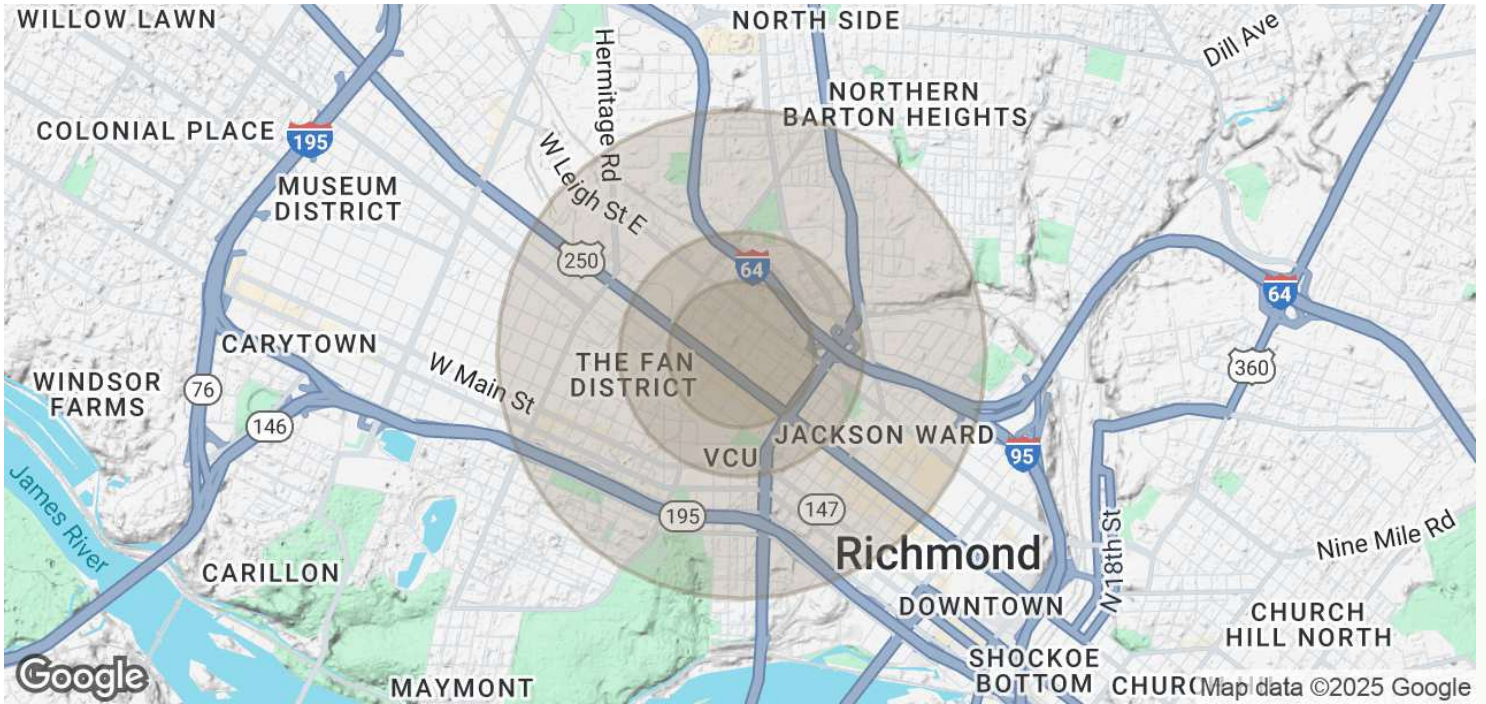 WILLOW LAWN
NORTH SIDE
Hermitage Rd
Dill Ave
NORTHERN
BARTON HEIGHTS
COLONIAL PLACE
195
W Leigh St E
MUSEUM
DISTRICT
250
64
64
CARYTOWN
W Main St
THE FAN
DISTRICT
360
WINDSOR
FARMS
76
146
JACKSON WARD
VCU
95
James River
195
147
N 18th St
Nine Mile Rd
Richmond
CARILLON
DOWNTOWN
CHURCH
HILL NORTH
SHOCKOE
BOTTOM
Google
MAYMONT
Map data ©2025 Google